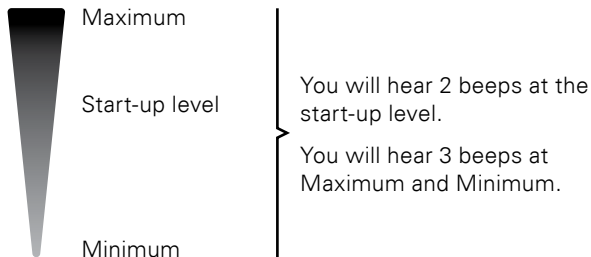 Maximum
Start-up level
Minimum
You will hear 2 beeps at the
start-up level.
You will hear 3 beeps at
Maximum and Minimum.